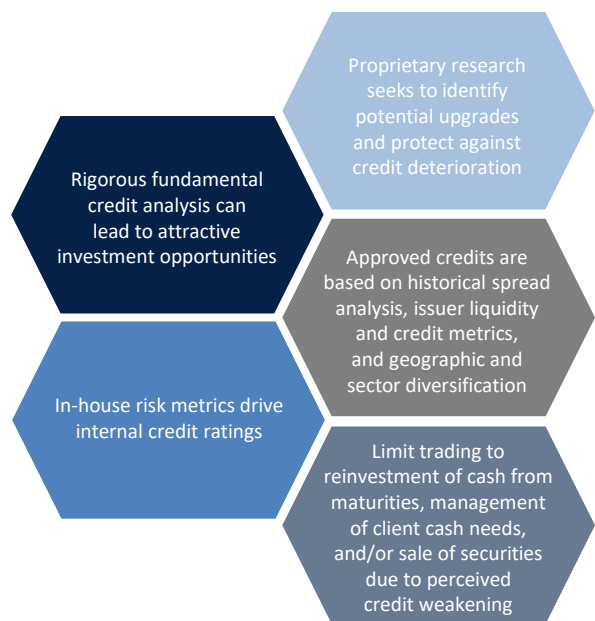 Proprietary research
seeks to identify
potential upgrades
and protect against
credit deterioration
Rigorous fundamental
credit analysis can
lead to attractive
investment opportunities
Approved credits are
based on historical spread
analysis, issuer liquidity
and credit metrics,
and geographic and
sector diversification
In-house risk metrics drive
internal credit ratings
Limit trading to
reinvestment of cash from
maturities, management
of client cash needs,
and/or sale of securities
due to perceived
credit weakening